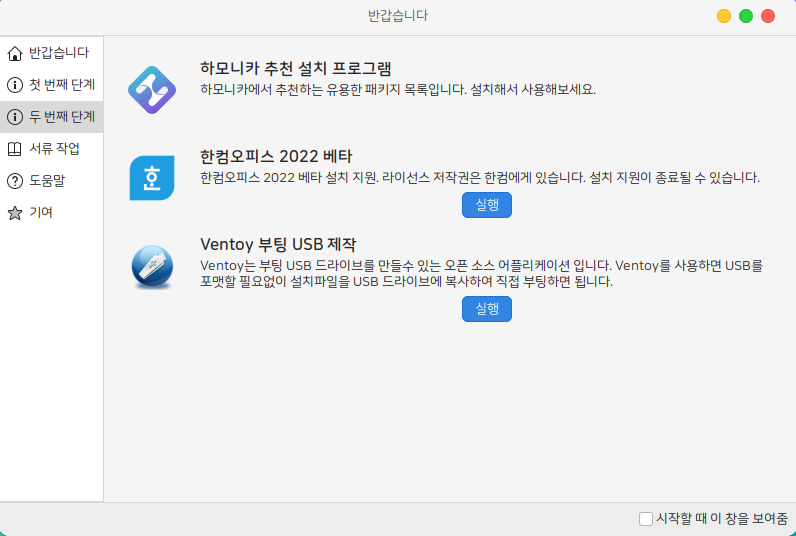 반갑습니다
반갑습니다
첫 번째 단계
두 번째 단계
서류 작업
도움말
기여
하모니카 추천 설치 프로그램
하모니카에서 추천하는 유용한 패키지 목록입니다. 설치해서 사용해보세요.
훈
한컴오피스 2022 베타
한컴오피스 2022 베타 설치 지원. 라이선스 저작권은 한컴에게 있습니다. 설치 지원이 종료될 수 있습니다.
실행
Ventoy 부팅 USB 제작
Ventoy는 부팅 USB 드라이브를 만들수 있는 오픈 소스 어플리케이션 입니다. Ventoy를 사용하면 USB를
포맷할 필요없이 설치파일을 USB 드라이브에 복사하여 직접 부팅하면 됩니다.
실행
시작할 때 이 창을 보여줌